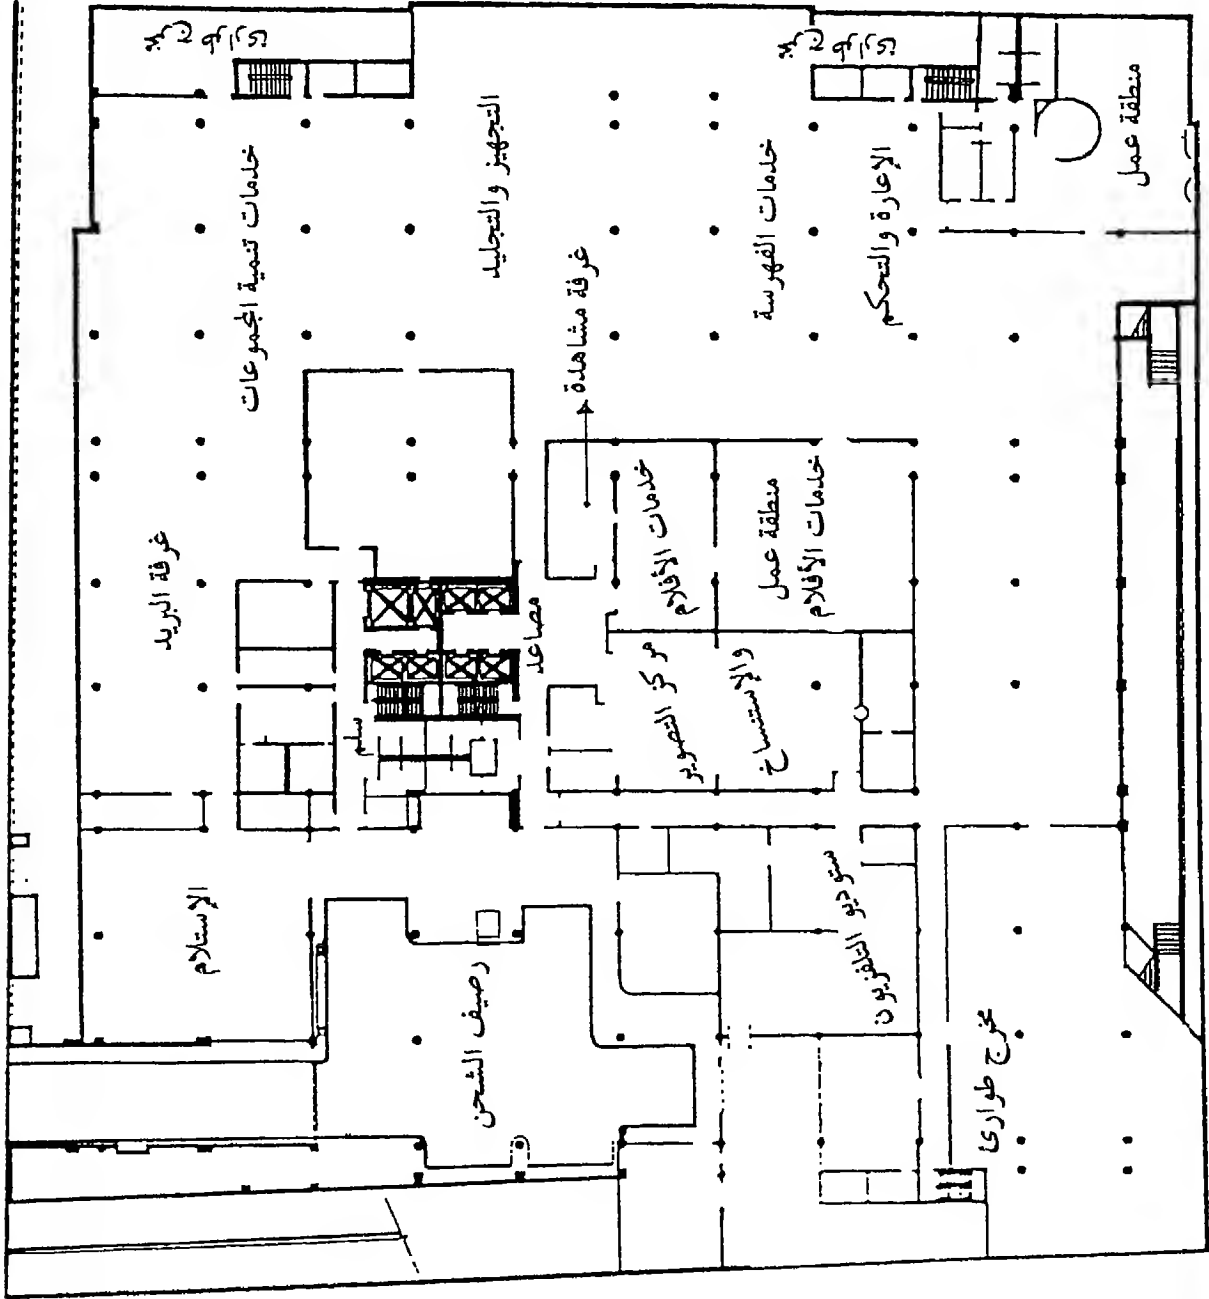 خدمات تنمية المجموعات
التجهيز والتجليد
خدمات الفهرسة
الإعارة والتحكم
منطقة عمل
غرفة مشاهدة
غرفة البريد
خدمات الأفلام
منطقة عمل
خدمات الأفلام
مصاعد
سلم
مركز التصوير
والإستنساخ
الإستلام
رصيف الشحن
ستوديو التلفزيون
مخرج طوارئ